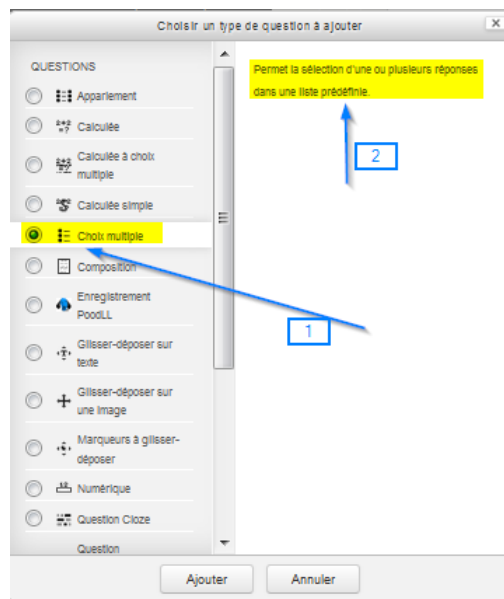 Choisir un type de question à ajouter
QUESTIONS
Appariement
Calculée
Calculée à choix
multiple
Calculée simple
Choix multiple
Composition
Enregistrement
PoodLL
Glisser-déposer sur
texte
Glisser-déposer sur
une image
Marqueurs à glisser-
déposer
Numérique
Question Cloze
Question
Permet la sélection d'une ou plusieurs réponses
dans une liste prédéfinie.
2
1
Ajouter
Annuler